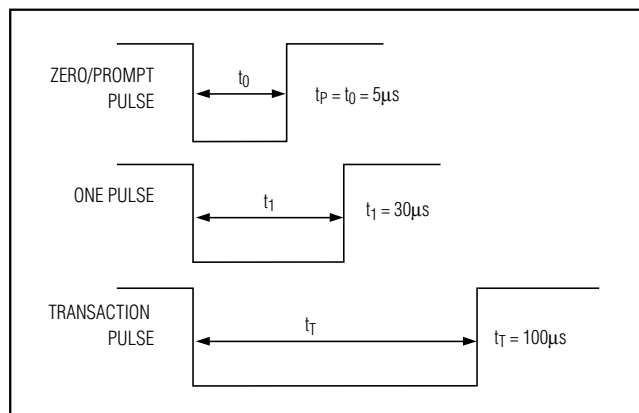 ZERO/PROMPT
PULSE
t0
tP = t0 = 5μs
ONE PULSE
t1
t1 = 30μs
TRANSACTION
PULSE
tT
tT = 100μs